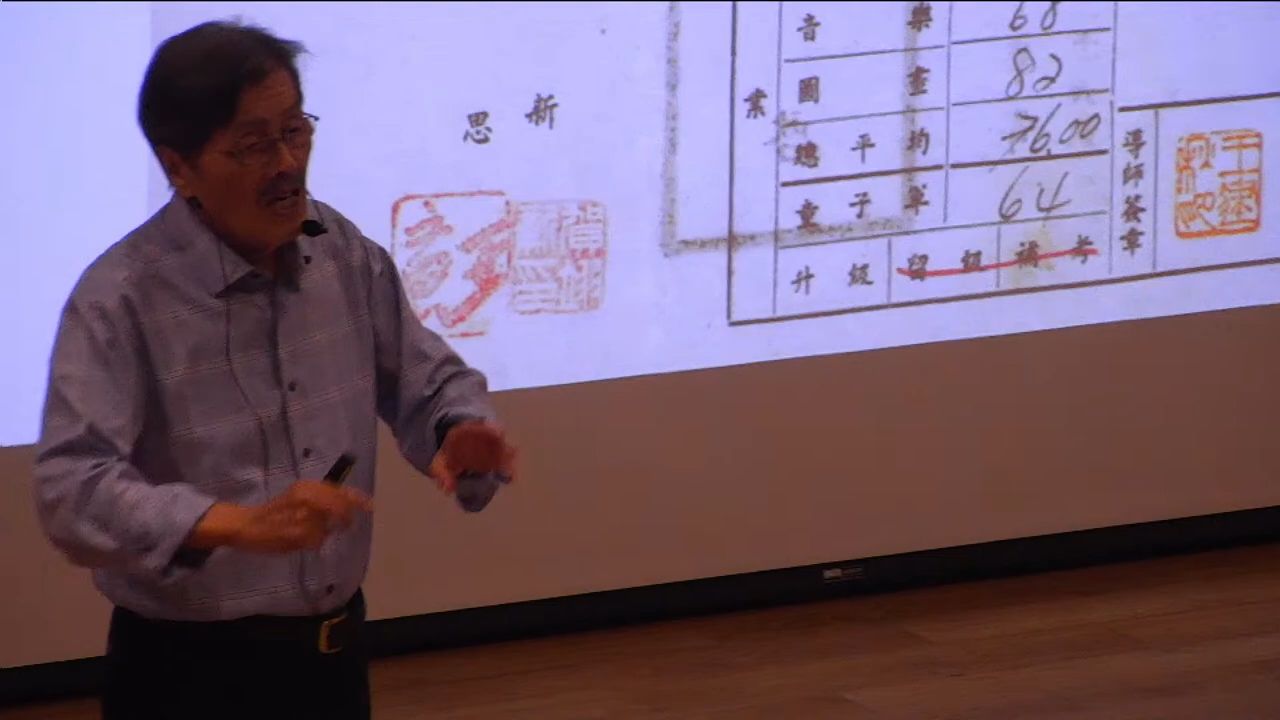 音 樂 68
圖 畫 82
業
總 平 均 76.00
童 子 軍 64
升 級 留 級 補 考
導師簽章
新
思